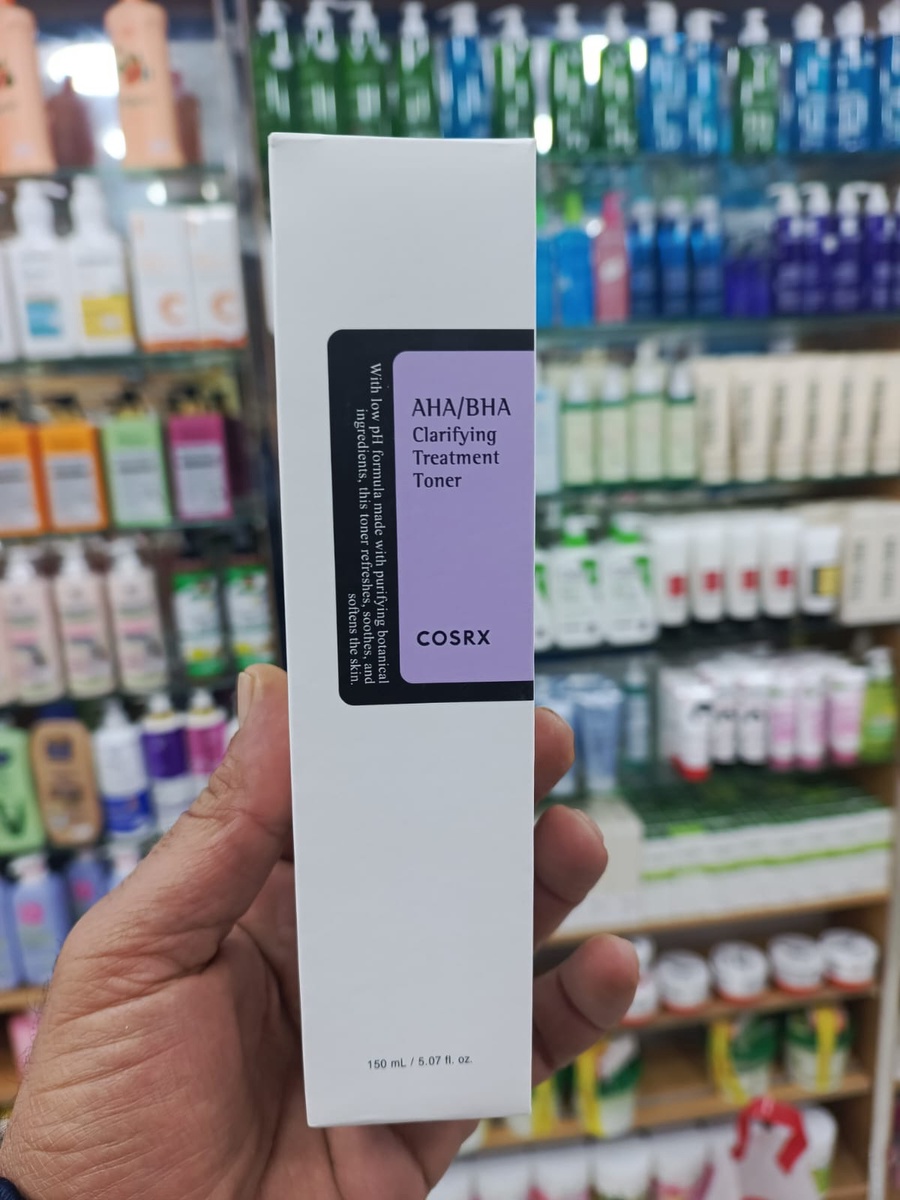 AHA/BHA
Clarifying
Treatment
Toner
COSRX
With low pH formula made with purifying botanical
ingredients, this toner refreshes, soothes, and
softens the skin.
150 mL / 5.07 fl. oz.